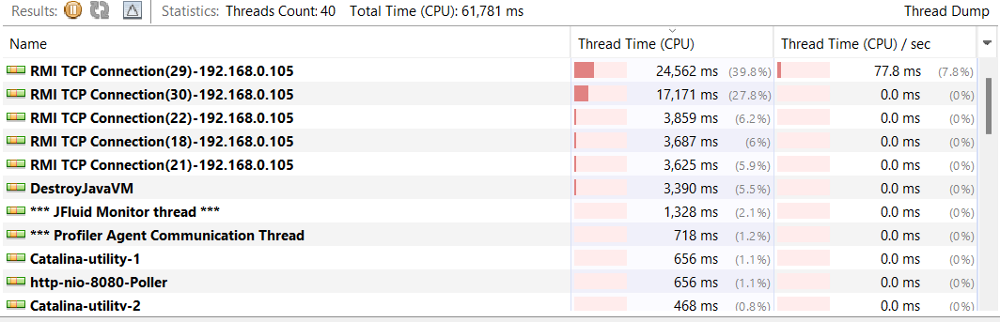 Results: Statistics: Threads Count: 40 Total Time (CPU): 61,781 ms Thread Dump
Name Thread Time (CPU) Thread Time (CPU) / sec
RMI TCP Connection(29)-192.168.0.105 24,562 ms (39.8%) 77.8 ms (7.8%)
RMI TCP Connection(30)-192.168.0.105 17,171 ms (27.8%) 0.0 ms (0%)
RMI TCP Connection(22)-192.168.0.105 3,859 ms (6.2%) 0.0 ms (0%)
RMI TCP Connection(18)-192.168.0.105 3,687 ms (6%) 0.0 ms (0%)
RMI TCP Connection(21)-192.168.0.105 3,625 ms (5.9%) 0.0 ms (0%)
DestroyJavaVM 3,390 ms (5.5%) 0.0 ms (0%)
*** JFluid Monitor thread *** 1,328 ms (2.1%) 0.0 ms (0%)
*** Profiler Agent Communication Thread 718 ms (1.2%) 0.0 ms (0%)
Catalina-utility-1 656 ms (1.1%) 0.0 ms (0%)
http-nio-8080-Poller 656 ms (1.1%) 0.0 ms (0%)
Catalina-utility-2 468 ms (0.8%) 0.0 ms (0%)